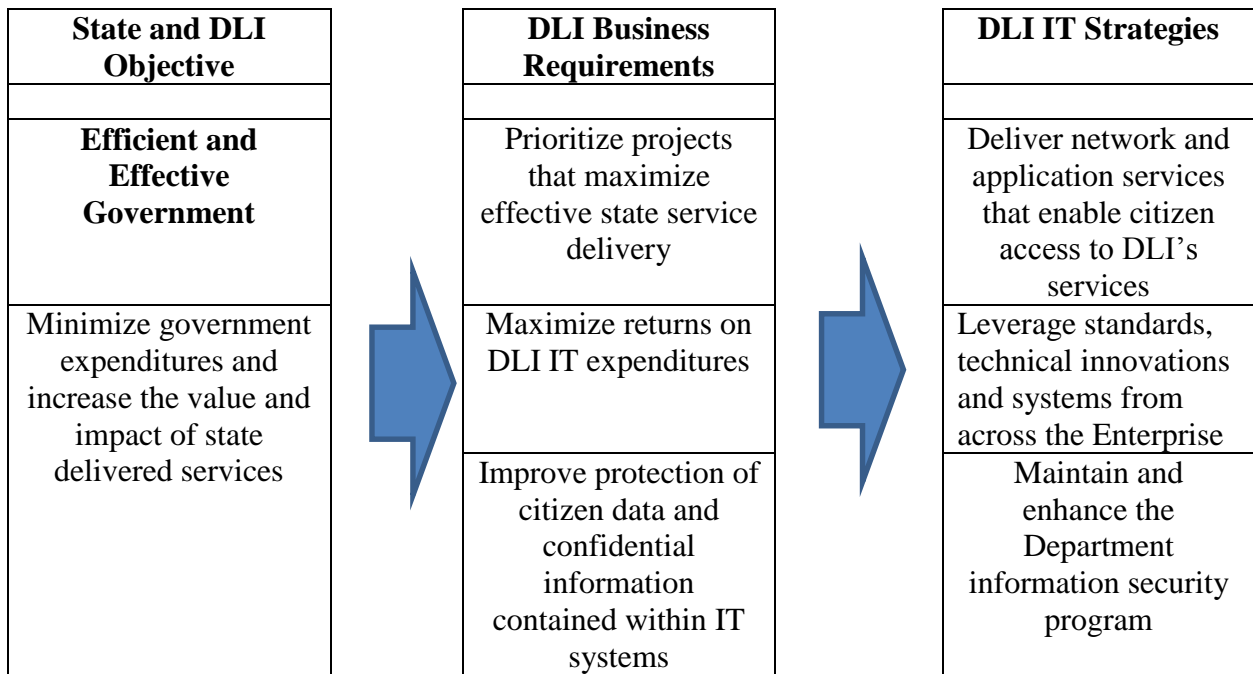 State and DLI
Objective
Efficient and
Effective
Government
Minimize government
expenditures and
increase the value and
impact of state
delivered services
DLI Business
Requirements
Prioritize projects
that maximize
effective state service
delivery
Maximize returns on
DLI IT expenditures
Improve protection of
citizen data and
confidential
information
contained within IT
systems
DLI IT Strategies
Deliver network and
application services
that enable citizen
access to DLI’s
services
Leverage standards,
technical innovations
and systems from
across the Enterprise
Maintain and
enhance the
Department
information security
program